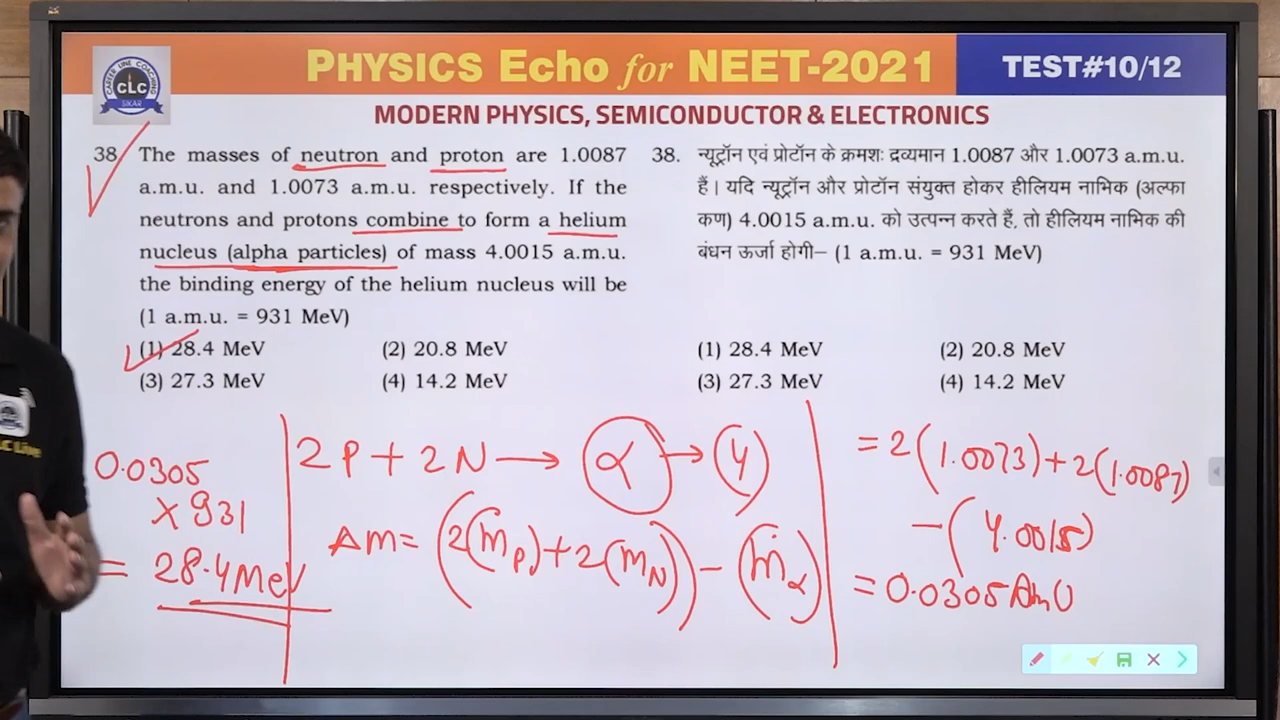 PHYSICS Echo for NEET-2021
TEST#10/12
CAREER LINE COACHING
CLC
SIKAR
MODERN PHYSICS, SEMICONDUCTOR & ELECTRONICS
38. The masses of neutron and proton are 1.0087
a.m.u. and 1.0073 a.m.u. respectively. If the
neutrons and protons combine to form a helium
nucleus (alpha particles) of mass 4.0015 a.m.u.
the binding energy of the helium nucleus will be
(1 a.m.u. = 931 MeV)
(1) 28.4 MeV (2) 20.8 MeV
(3) 27.3 MeV (4) 14.2 MeV
38. न्यूट्रॉन एवं प्रोटॉन के क्रमशः द्रव्यमान 1.0087 और 1.0073 a.m.u.
हैं। यदि न्यूट्रॉन और प्रोटॉन संयुक्त होकर हीलियम नाभिक (अल्फा
कण) 4.0015 a.m.u. को उत्पन्न करते हैं, तो हीलियम नाभिक की
बंधन ऊर्जा होगी– (1 a.m.u. = 931 MeV)
(1) 28.4 MeV (2) 20.8 MeV
(3) 27.3 MeV (4) 14.2 MeV
0.0305
× 931
= 28.4 MeV
2P + 2N → α → (4)
Δm = (2(mP) + 2(mN)) − (mα)
= 2(1.0073) + 2(1.0087)
− (4.0015)
= 0.0305 AmU